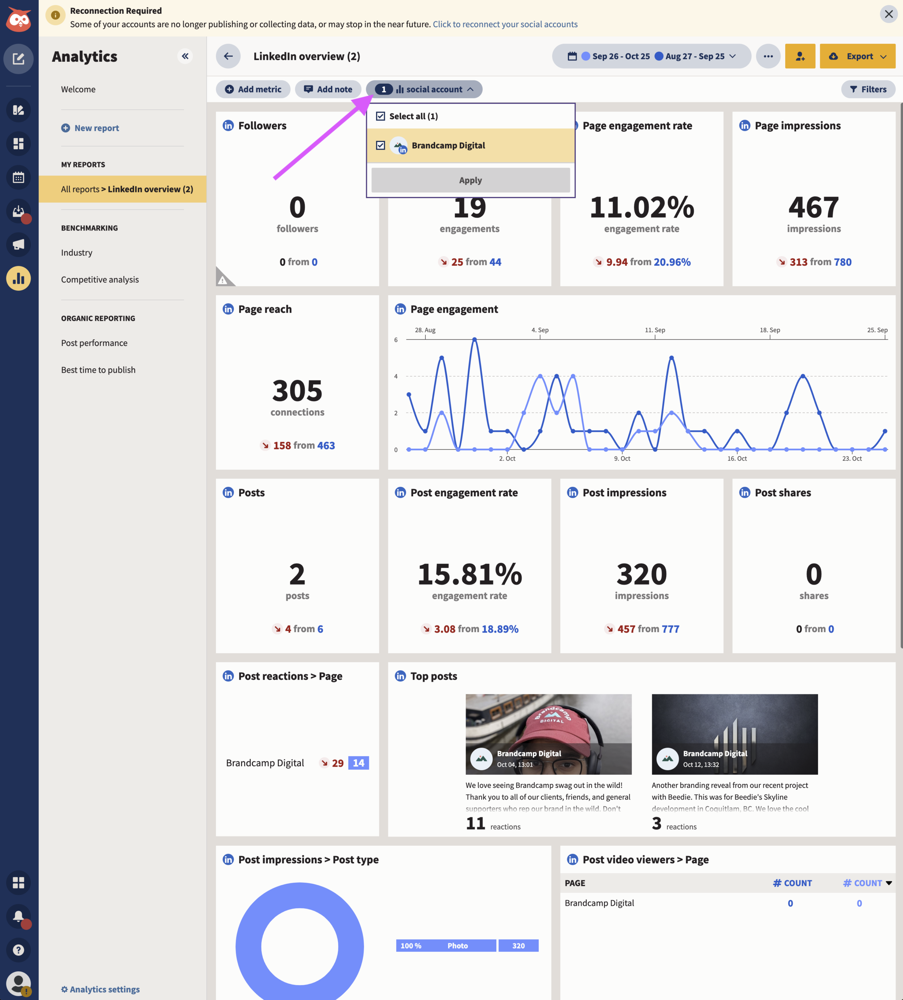 Reconnection Required
Some of your accounts are no longer publishing or collecting data, or may stop in the near future. Click to reconnect your social accounts
Analytics
Welcome
New report
MY REPORTS
All reports > LinkedIn overview (2)
BENCHMARKING
Industry
Competitive analysis
ORGANIC REPORTING
Post performance
Best time to publish
Analytics settings
LinkedIn overview (2)
Sep 26 - Oct 25 Aug 27 - Sep 25
Export
Add metric
Add note
1 social account
Filters
Select all (1)
Brandcamp Digital
Apply
Followers
0
followers
0 from 0
19
engagements
25 from 44
Page engagement rate
11.02%
engagement rate
9.94 from 20.96%
Page impressions
467
impressions
313 from 780
Page reach
305
connections
158 from 463
Page engagement
28. Aug 4. Sep 11. Sep 18. Sep 25. Sep
6
4
2
0
2. Oct 9. Oct 16. Oct 23. Oct
Posts
2
posts
4 from 6
Post engagement rate
15.81%
engagement rate
3.08 from 18.89%
Post impressions
320
impressions
457 from 777
Post shares
0
shares
0 from 0
Post reactions > Page
Brandcamp Digital 29 14
Top posts
Brandcamp
DIGITAL
Brandcamp Digital
Oct 04, 13:01
We love seeing Brandcamp swag out in the wild!
Thank you to all of our clients, friends, and general
supporters who rep our brand in the wild. Don't
11 reactions
Brandcamp Digital
Oct 12, 13:32
Another branding reveal from our recent project
with Beedie. This was for Beedie's Skyline
development in Coquitlam, BC. We love the cool
3 reactions
Post impressions > Post type
100 % Photo 320
Post video viewers > Page
PAGE # COUNT # COUNT
Brandcamp Digital 0 0